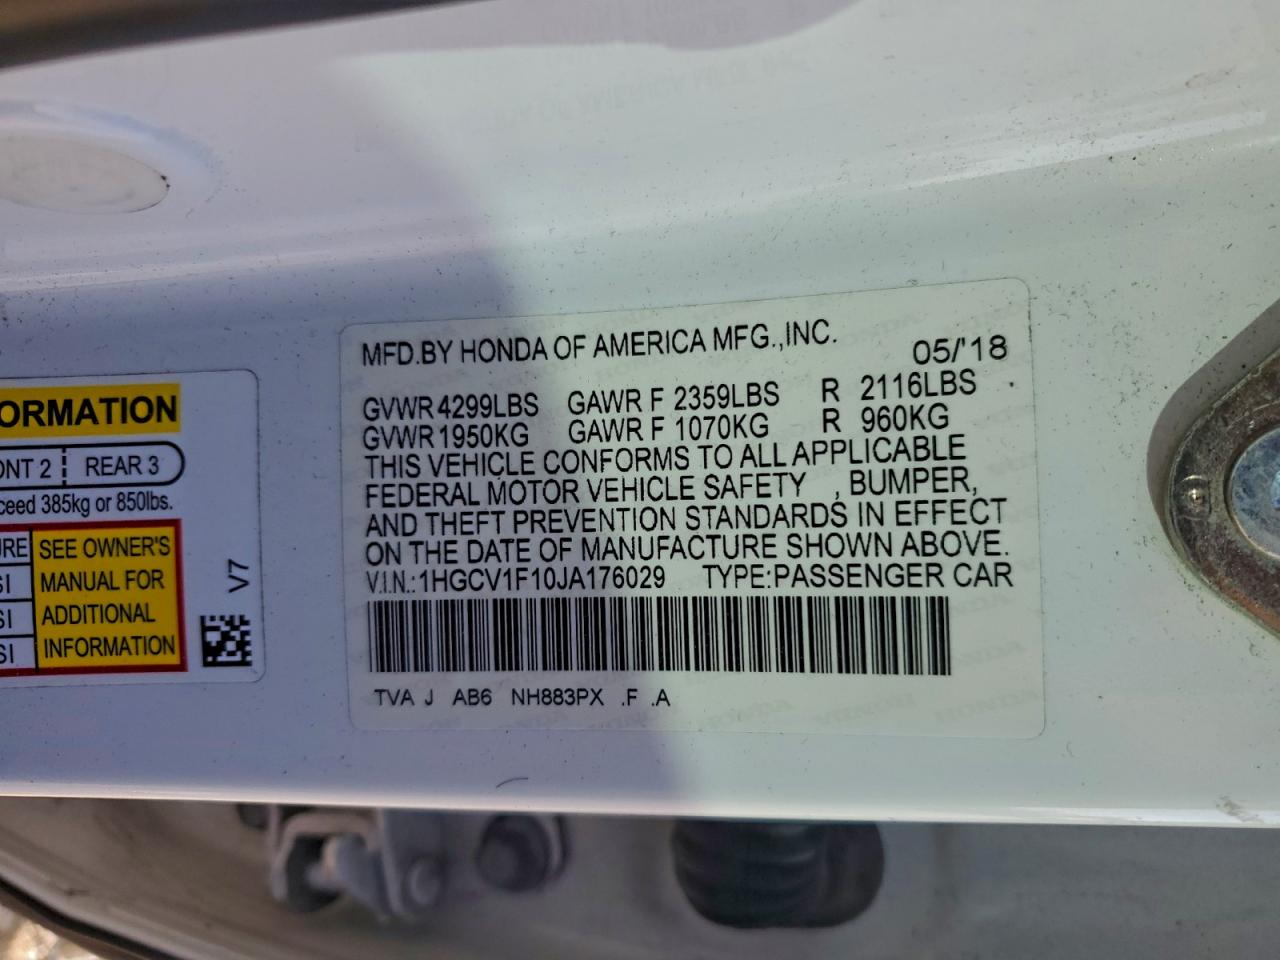 MFD.BY HONDA OF AMERICA MFG.,INC. 05/'18
GVWR 4299LBS GAWR F 2359LBS R 2116LBS
GVWR 1950KG GAWR F 1070KG R 960KG
THIS VEHICLE CONFORMS TO ALL APPLICABLE
FEDERAL MOTOR VEHICLE SAFETY , BUMPER,
AND THEFT PREVENTION STANDARDS IN EFFECT
ON THE DATE OF MANUFACTURE SHOWN ABOVE.
V.I.N.: 1HGCV1F10JA176029 TYPE:PASSENGER CAR
TVA J AB6 NH883PX .F .A
ORMATION
ONT 2 REAR 3
ceed 385kg or 850lbs.
URE
SI
SI
SI
SEE OWNER'S
MANUAL FOR
ADDITIONAL
INFORMATION
V7